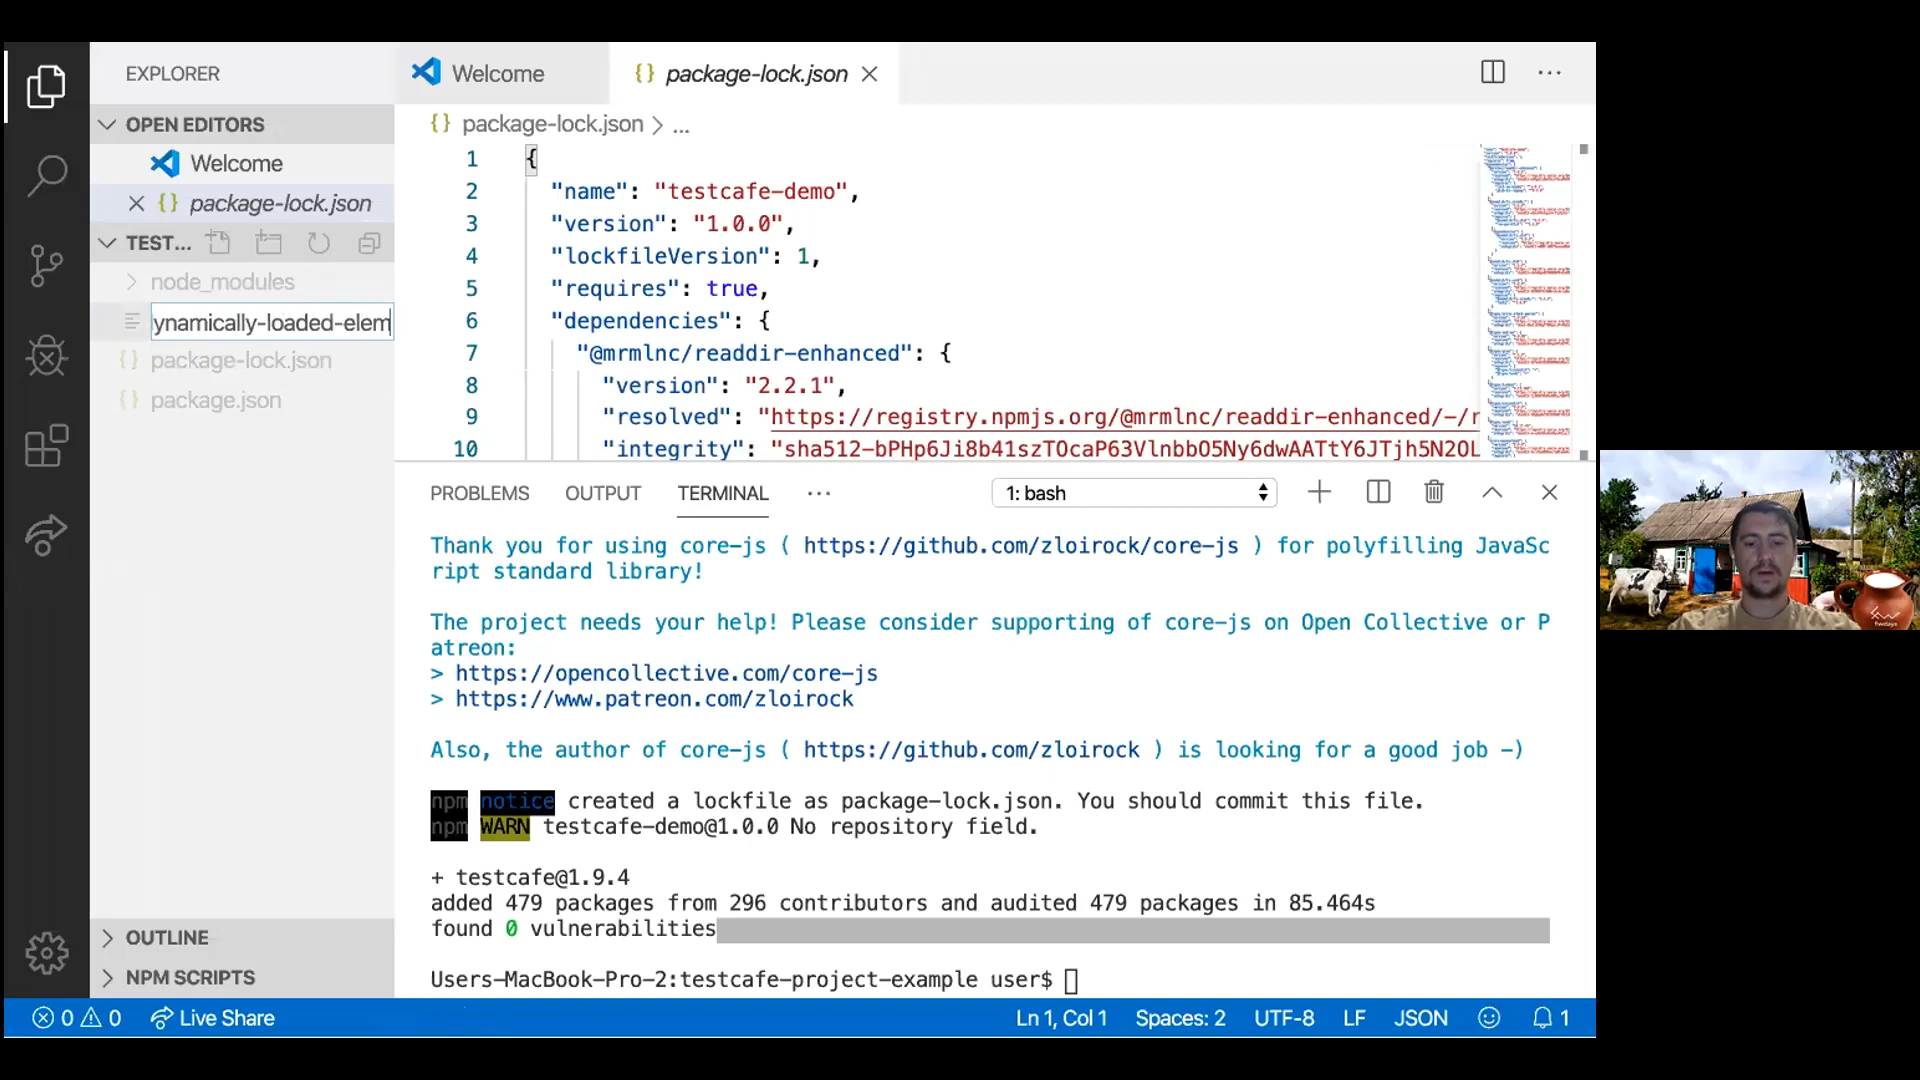 EXPLORER
OPEN EDITORS
Welcome
package-lock.json
TEST...
node_modules
ynamically-loaded-elem
package-lock.json
package.json
OUTLINE
NPM SCRIPTS
Welcome
package-lock.json
{} package-lock.json > ...
1 {
2 "name": "testcafe-demo",
3 "version": "1.0.0",
4 "lockfileVersion": 1,
5 "requires": true,
6 "dependencies": {
7 "@mrmlnc/readdir-enhanced": {
8 "version": "2.2.1",
9 "resolved": "https://registry.npmjs.org/@mrmlnc/readdir-enhanced/-/r
10 "integrity": "sha512-bPHp6Ji8b41szTOcaP63VlnbbO5Ny6dwAATtY6JTjh5N2OL
PROBLEMS OUTPUT TERMINAL ... 1: bash
Thank you for using core-js ( https://github.com/zloirock/core-js ) for polyfilling JavaSc
ript standard library!
The project needs your help! Please consider supporting of core-js on Open Collective or P
atreon:
> https://opencollective.com/core-js
> https://www.patreon.com/zloirock
Also, the author of core-js ( https://github.com/zloirock ) is looking for a good job -)
npm notice created a lockfile as package-lock.json. You should commit this file.
npm WARN testcafe-demo@1.0.0 No repository field.
+ testcafe@1.9.4
added 479 packages from 296 contributors and audited 479 packages in 85.464s
found 0 vulnerabilities
Users-MacBook-Pro-2:testcafe-project-example user$
0 0 Live Share Ln 1, Col 1 Spaces: 2 UTF-8 LF JSON 1